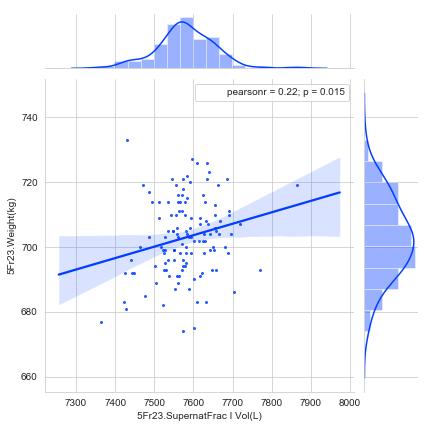 pearsonr = 0.22; p = 0.015
740
720
700
680
660
5Fr23.Weight(kg)
7300 7400 7500 7600 7700 7800 7900 8000
5Fr23.SupernatFrac I Vol(L)